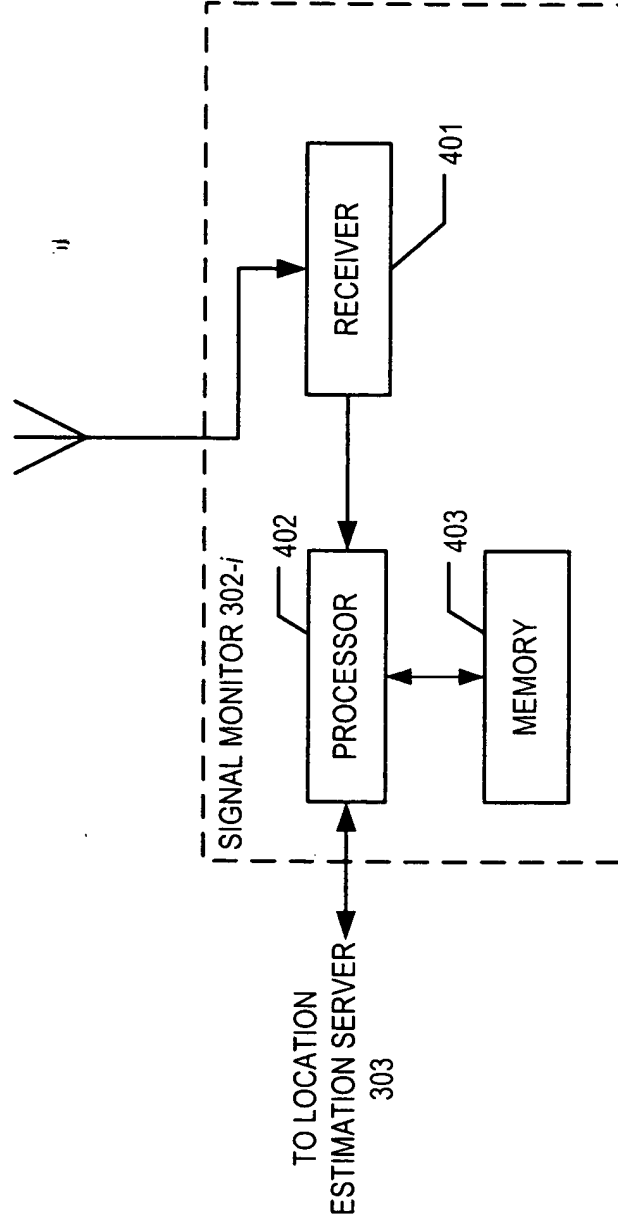 SIGNAL MONITOR 302-i
401
RECEIVER
402
PROCESSOR
403
MEMORY
TO LOCATION
ESTIMATION SERVER
303